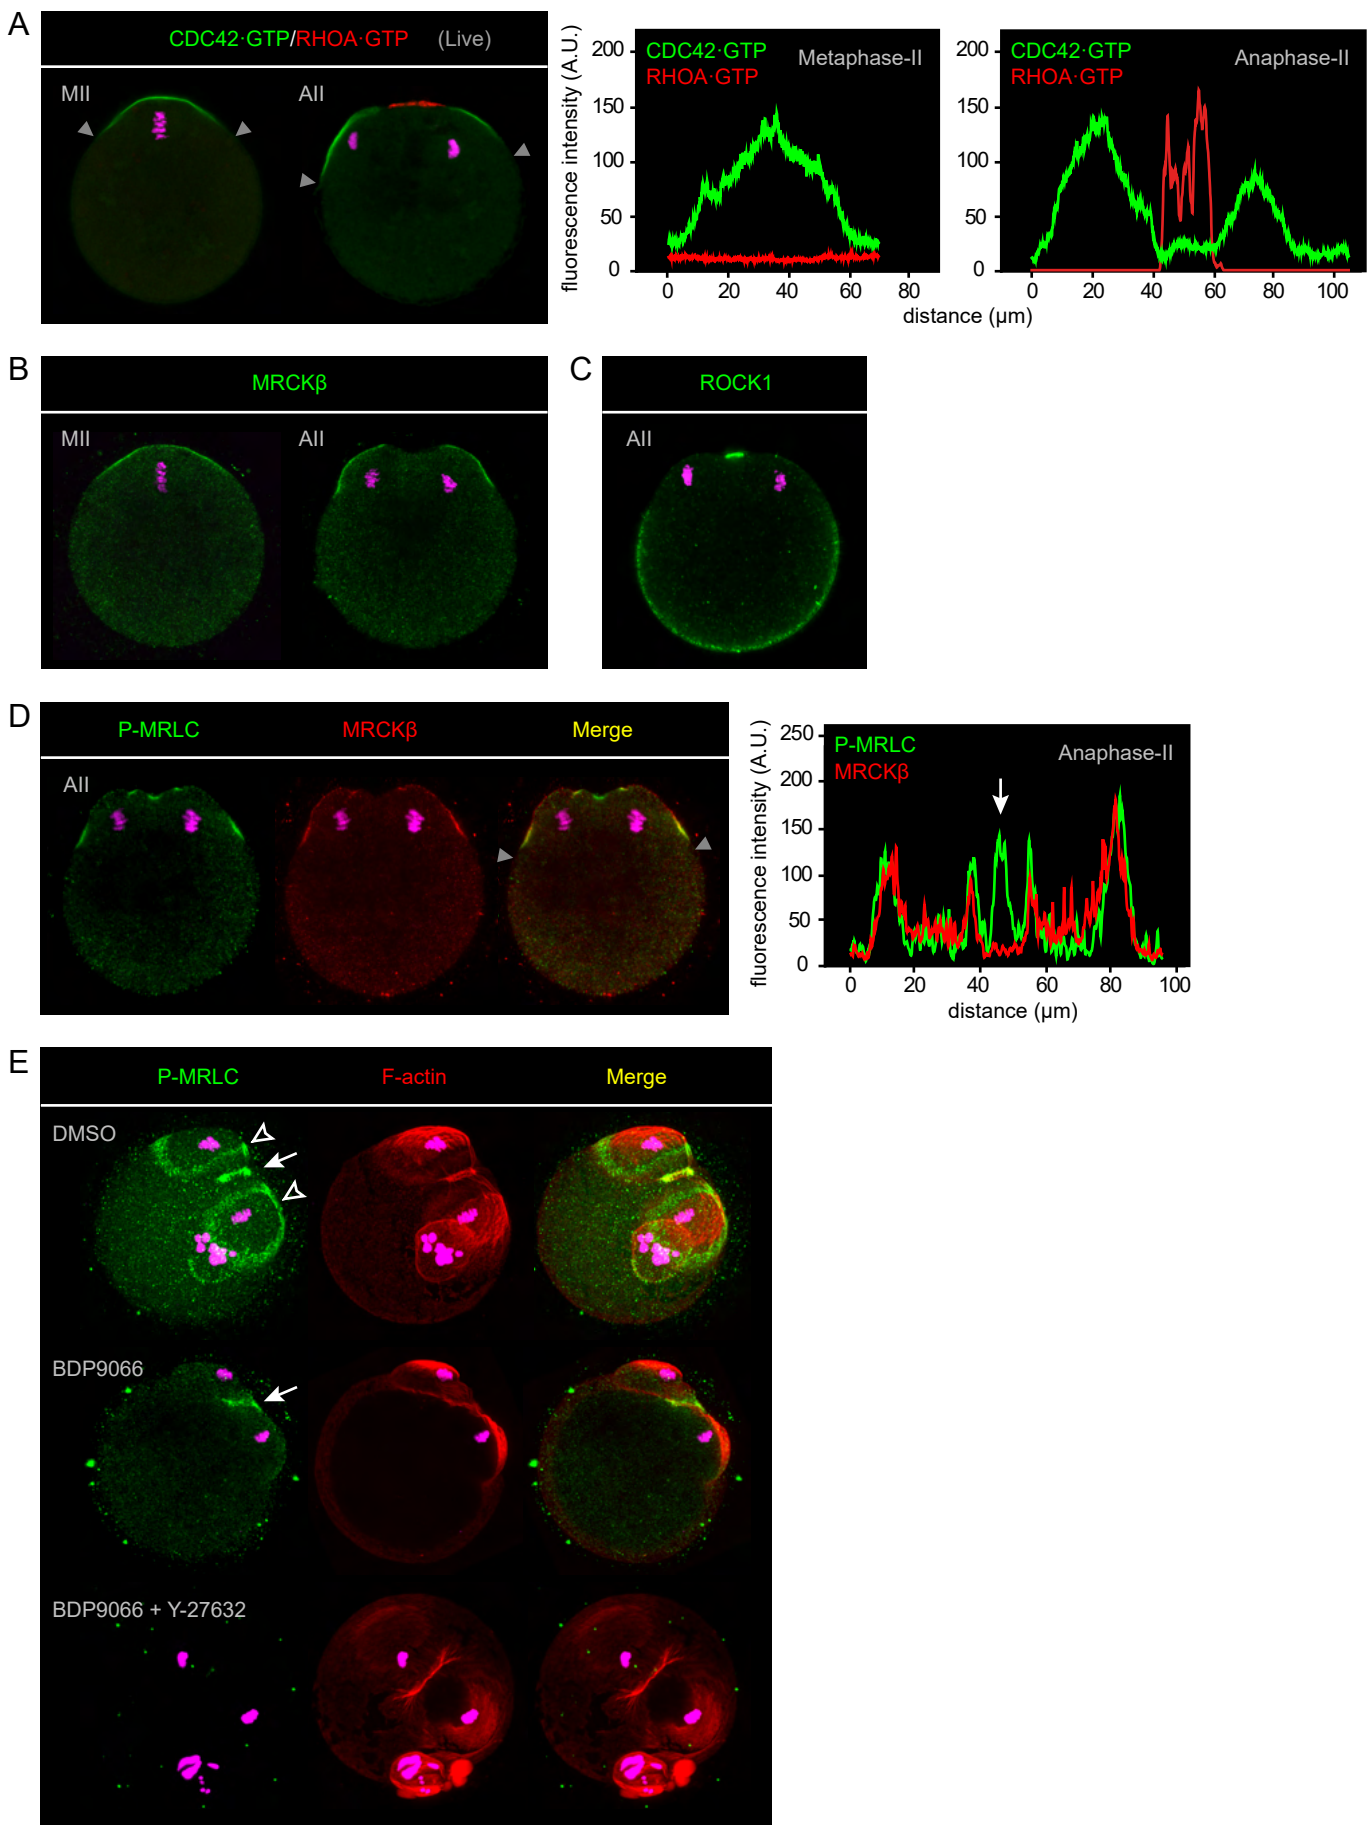 A
CDC42·GTP/RHOA·GTP (Live)
MII
AII
fluorescence intensity (A.U.)
200
150
100
50
0
CDC42·GTP
RHOA·GTP
Metaphase-II
0 20 40 60 80
200
150
100
50
0
CDC42·GTP
RHOA·GTP
Anaphase-II
0 20 40 60 80 100
distance (µm)
B
MRCKβ
MII
AII
C
ROCK1
AII
D
P-MRLC
MRCKβ
Merge
AII
fluorescence intensity (A.U.)
250
200
150
100
50
0
P-MRLC
MRCKβ
Anaphase-II
0 20 40 60 80 100
distance (µm)
E
P-MRLC
F-actin
Merge
DMSO
BDP9066
BDP9066 + Y-27632